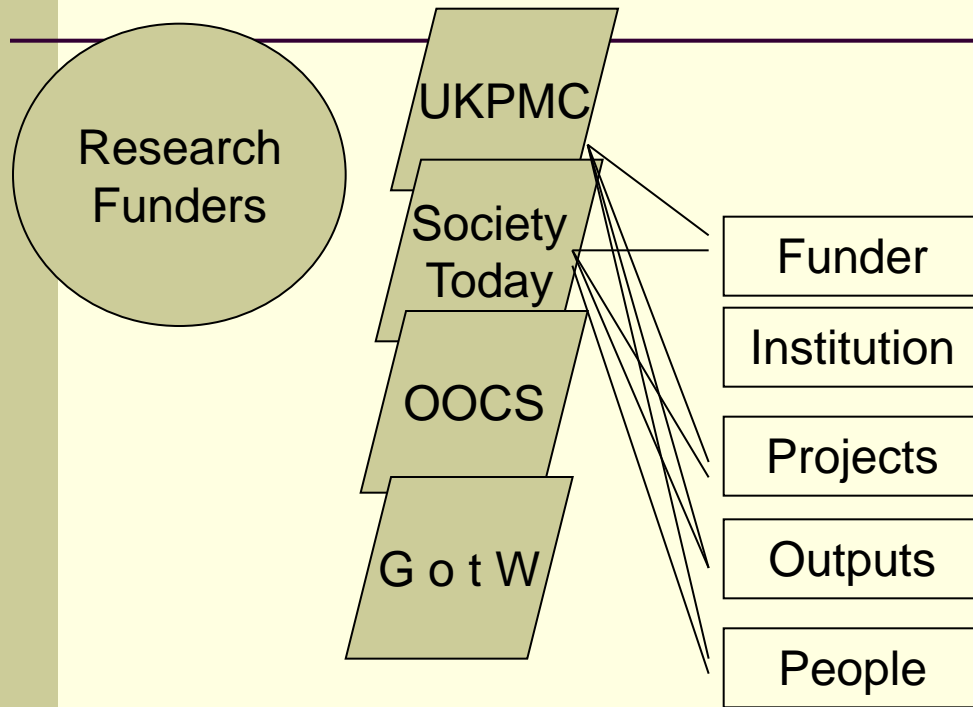 Research
Funders
UKPMC
Society
Today
OOCS
G o t W
Funder
Institution
Projects
Outputs
People